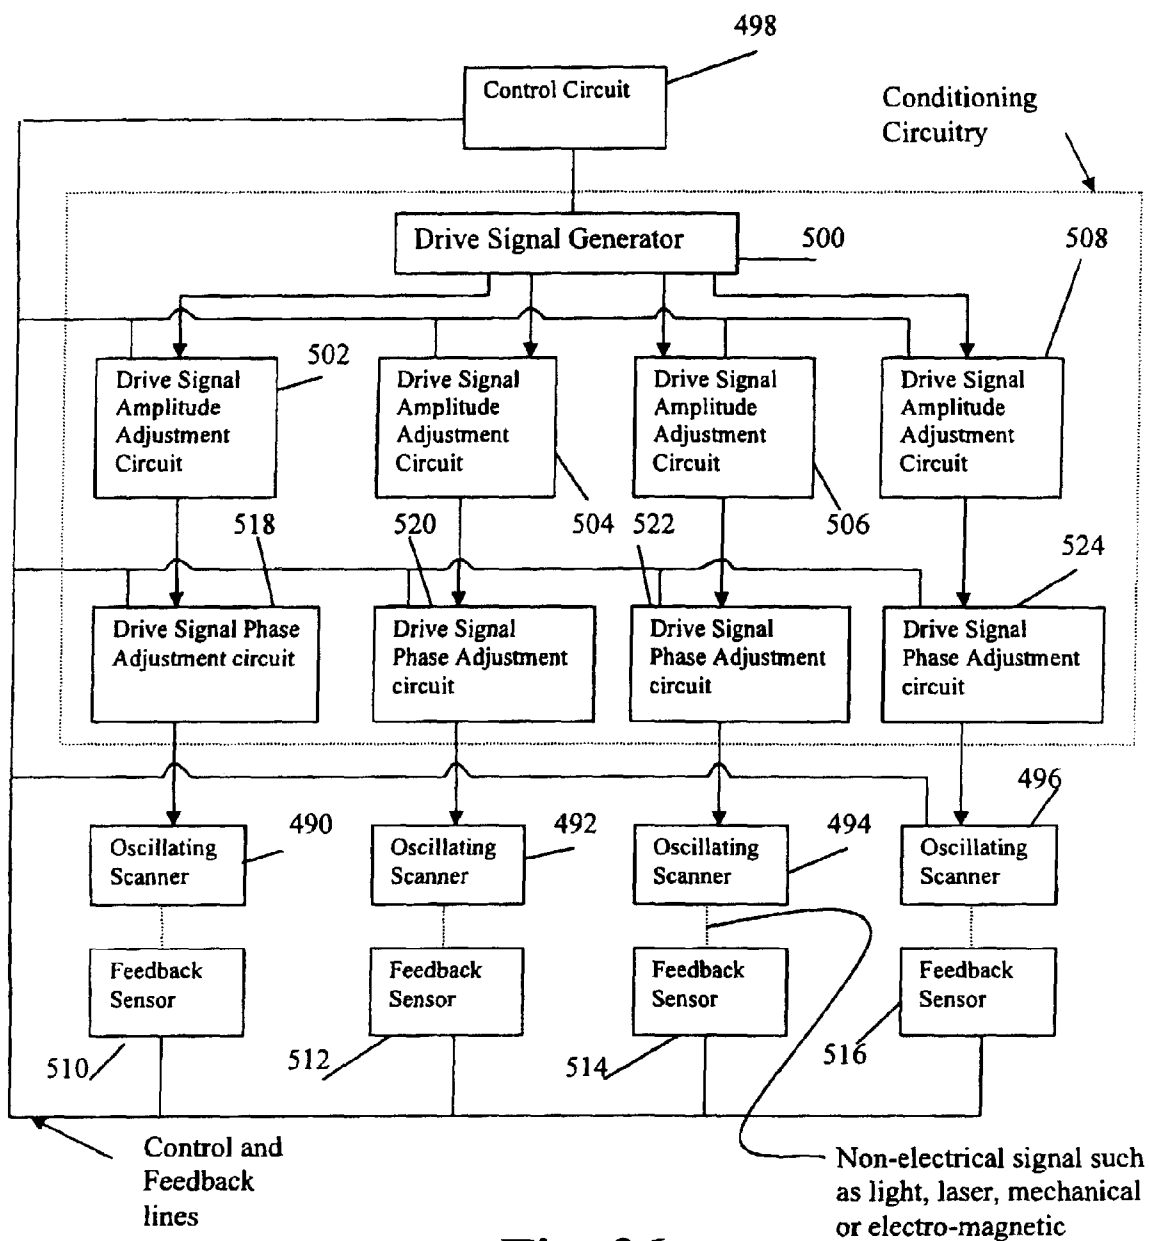 498
Control Circuit
Conditioning
Circuitry
Drive Signal Generator
500
508
502
Drive Signal
Amplitude
Adjustment
Circuit
Drive Signal
Amplitude
Adjustment
Circuit
Drive Signal
Amplitude
Adjustment
Circuit
Drive Signal
Amplitude
Adjustment
Circuit
518
520
504
522
506
524
Drive Signal Phase
Adjustment circuit
Drive Signal
Phase Adjustment
circuit
Drive Signal
Phase Adjustment
circuit
Drive Signal
Phase Adjustment
circuit
490
492
494
496
Oscillating
Scanner
Oscillating
Scanner
Oscillating
Scanner
Oscillating
Scanner
Feedback
Sensor
Feedback
Sensor
Feedback
Sensor
Feedback
Sensor
510
512
514
516
Control and
Feedback
lines
Non-electrical signal such
as light, laser, mechanical
or electro-magnetic